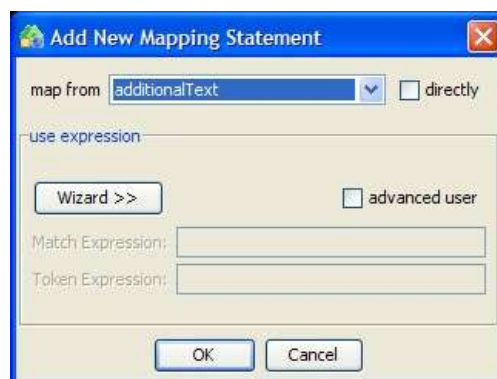 Add New Mapping Statement
map from additionalText directly
use expression
Wizard >> advanced user
Match Expression:
Token Expression:
OK Cancel